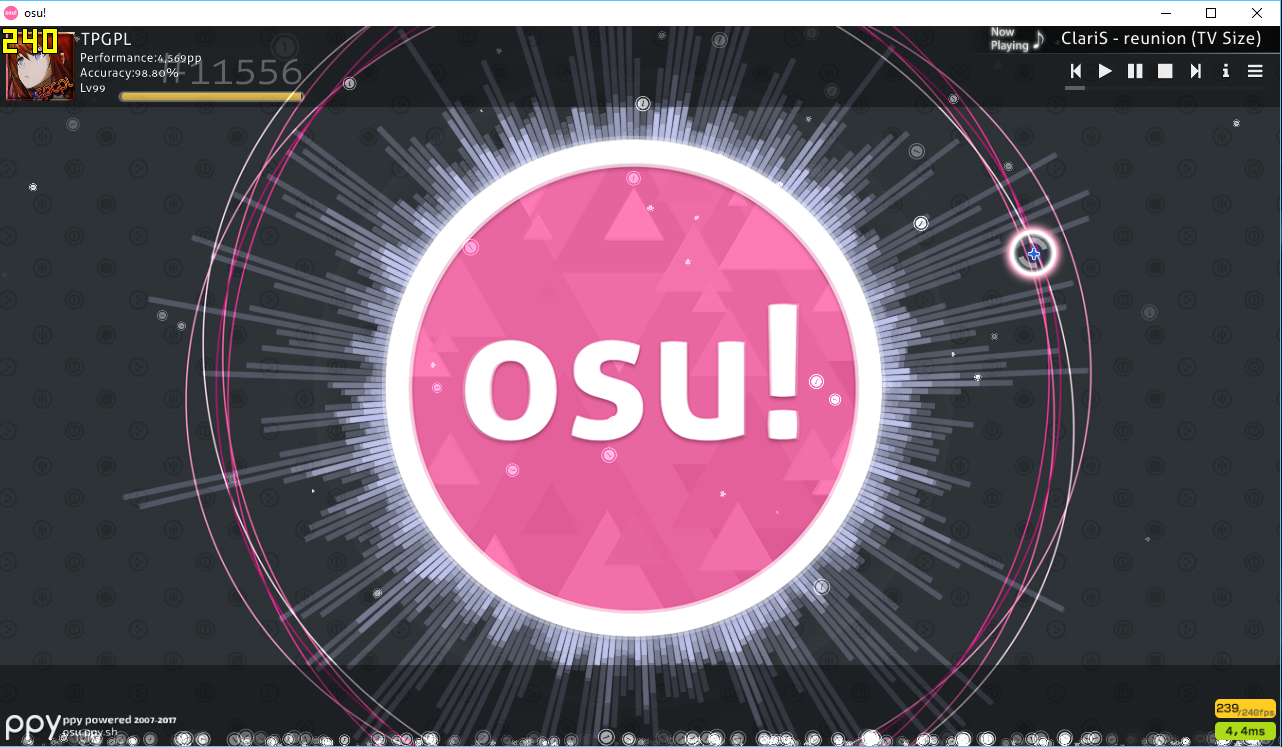 osu!
240
TPGPL
Performance:4,569pp
Accuracy:98.80%
Lv99
#11556
TPGPL
Now Playing
ClariS - reunion (TV Size)
osu!
ppy
ppy powered 2007-2017
osu.ppy.sh
239/240fps
4,4ms